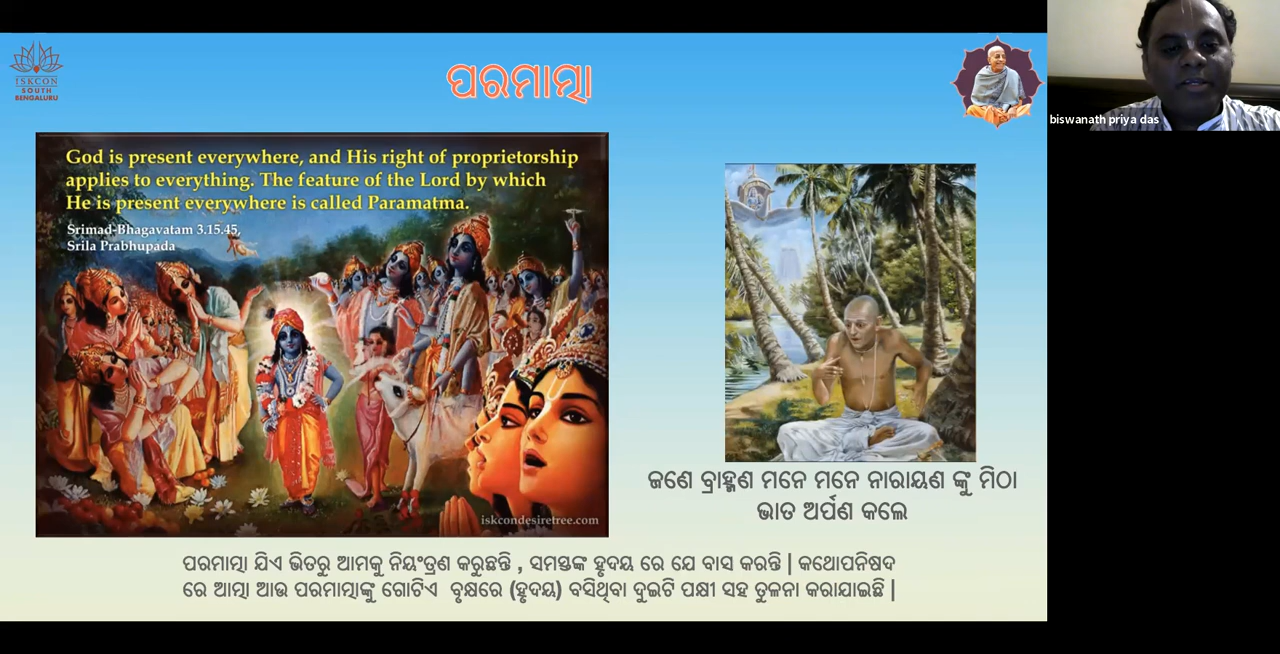 ISKCON
SOUTH
BENGALURU
ପରମାତ୍ମା
biswanath priya das
God is present everywhere, and His right of proprietorship
applies to everything. The feature of the Lord by which
He is present everywhere is called Paramatma.
Srimad-Bhagavatam 3.15.45,
Srila Prabhupada
iskcondesiretree.com
ଜଣେ ବ୍ରାହ୍ମଣ ମନେ ମନେ ନାରାୟଣ ଙ୍କୁ ମିଠା
ଭାତ ଅର୍ପଣ କଲେ
ପରମାତ୍ମା ଯିଏ ଭିତରୁ ଆମକୁ ନିୟଂତ୍ରଣ କରୁଛନ୍ତି , ସମସ୍ତଙ୍କ ହୃଦୟ ରେ ଯେ ବାସ କରନ୍ତି | କଥୋପନିଷଦ
ରେ ଆତ୍ମା ଆଉ ପରମାତ୍ମାଙ୍କୁ ଗୋଟିଏ ବୃକ୍ଷରେ (ହୃଦୟ) ବସିଥିବା ଦୁଇଟି ପକ୍ଷୀ ସହ ତୁଳନା କରାଯାଇଛି |